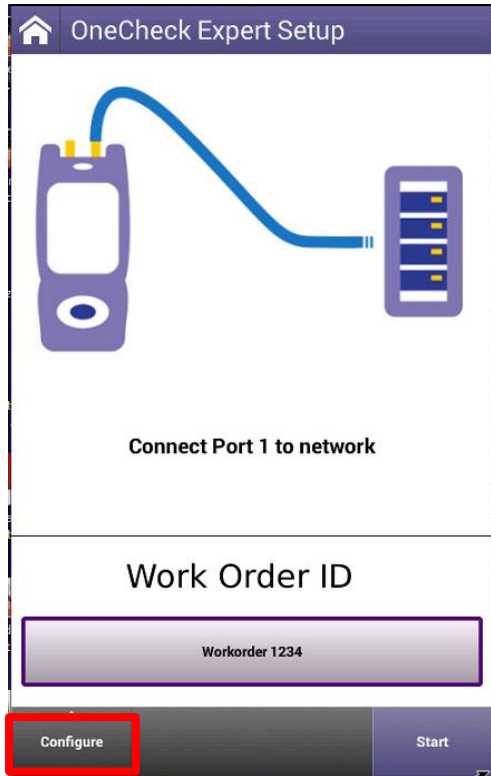 OneCheck Expert Setup
Connect Port 1 to network
Work Order ID
Workorder 1234
Configure
Start